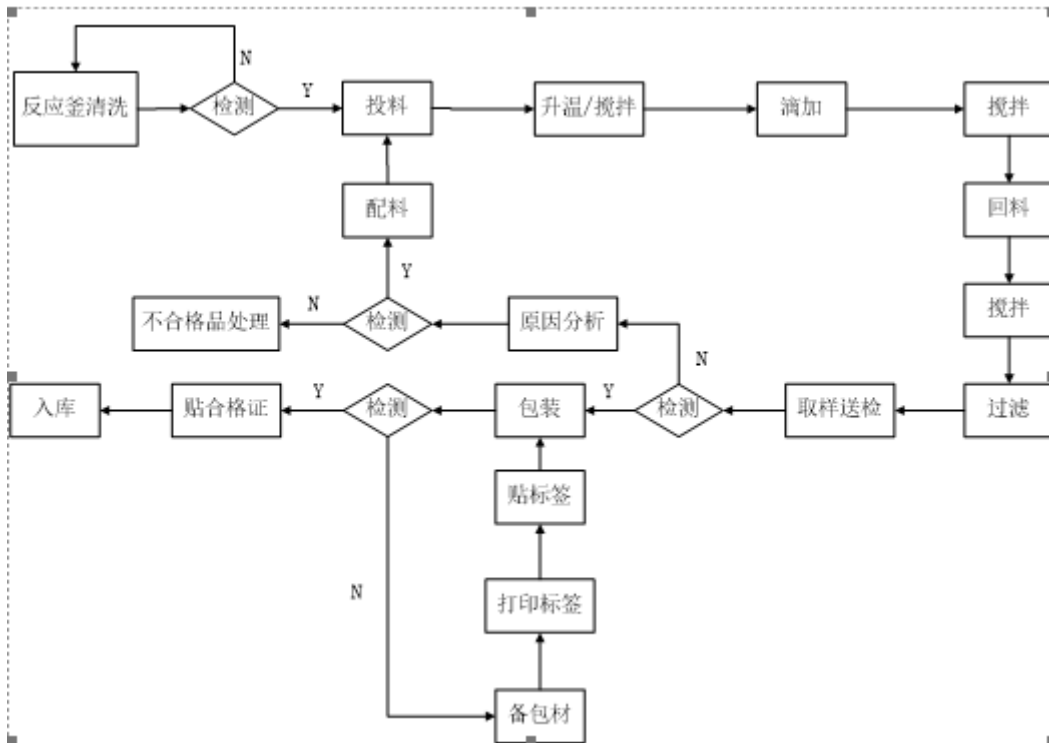 N
反应釜清洗
检测
Y
投料
升温/搅拌
滴加
搅拌
配料
回料
Y
不合格品处理
N
检测
原因分析
搅拌
N
入库
贴合格证
Y
检测
包装
Y
检测
取样送检
过滤
贴标签
N
打印标签
备包材